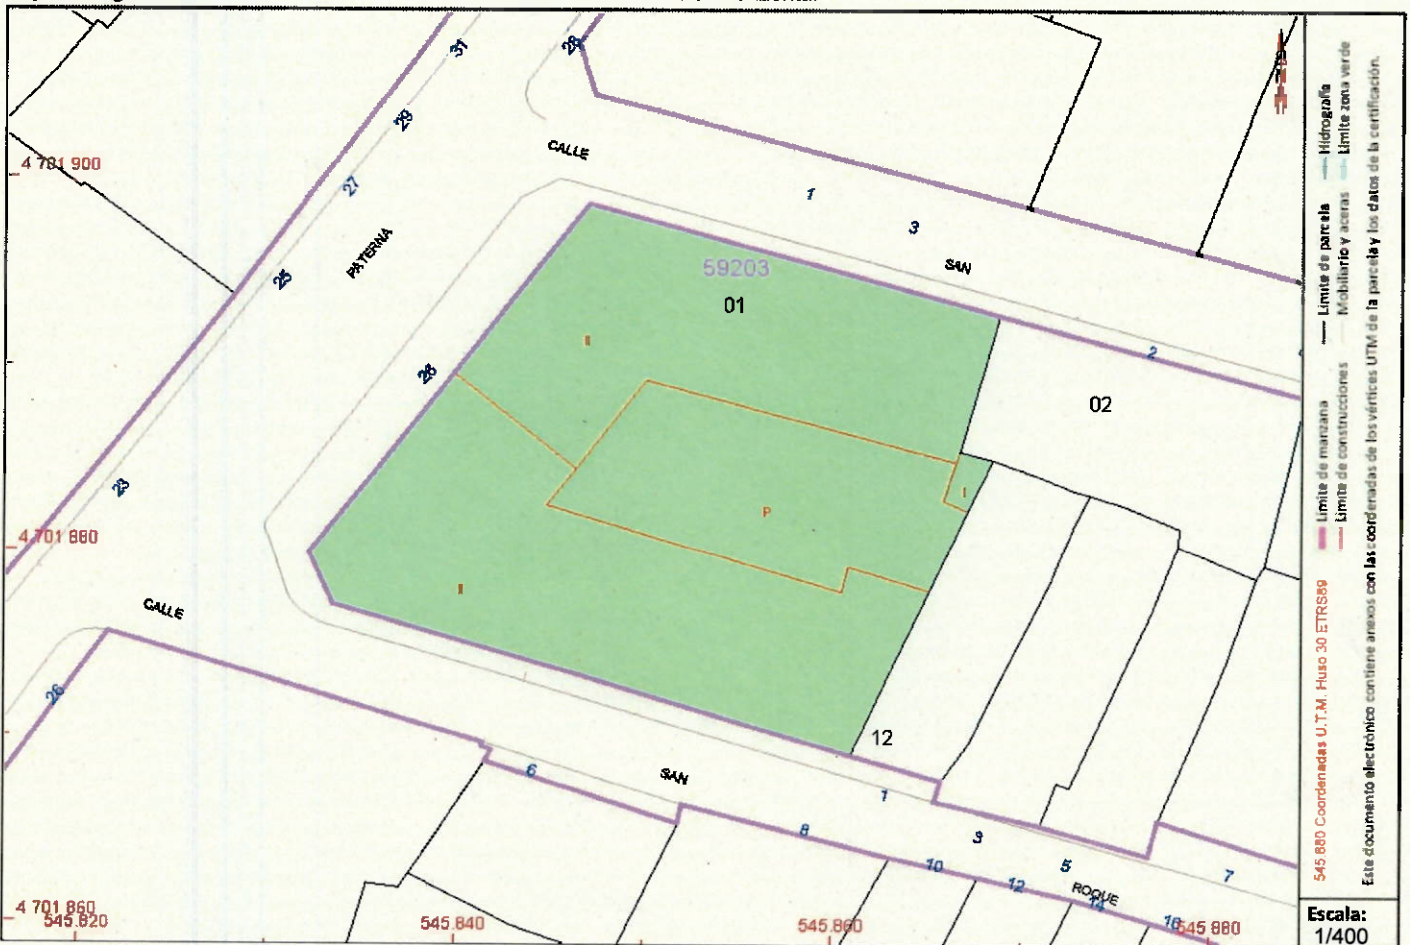 31
28
29
CALLE
4 701 900
27
1
3
PATERNA
25
SAN
59203
01
I
2
26
02
I
P
23
4 701 880
II
CALLE
26
12
SAN
6
1
8
3
10
5
12
7
ROQUE
14
16
4 701 860
545.820
545.840
545.860
545 880
545.880 Coordenadas U.T.M. Huso 30 ETRS89
Límite de manzana
Límite de parcela
Hidrografía
Límite de construcciones
Mobiliario y aceras
Límite zona verde
Este documento electrónico contiene anexos con las coordenadas de los vértices UTM de la parcela y los datos de la certificación.
Escala:
1/400